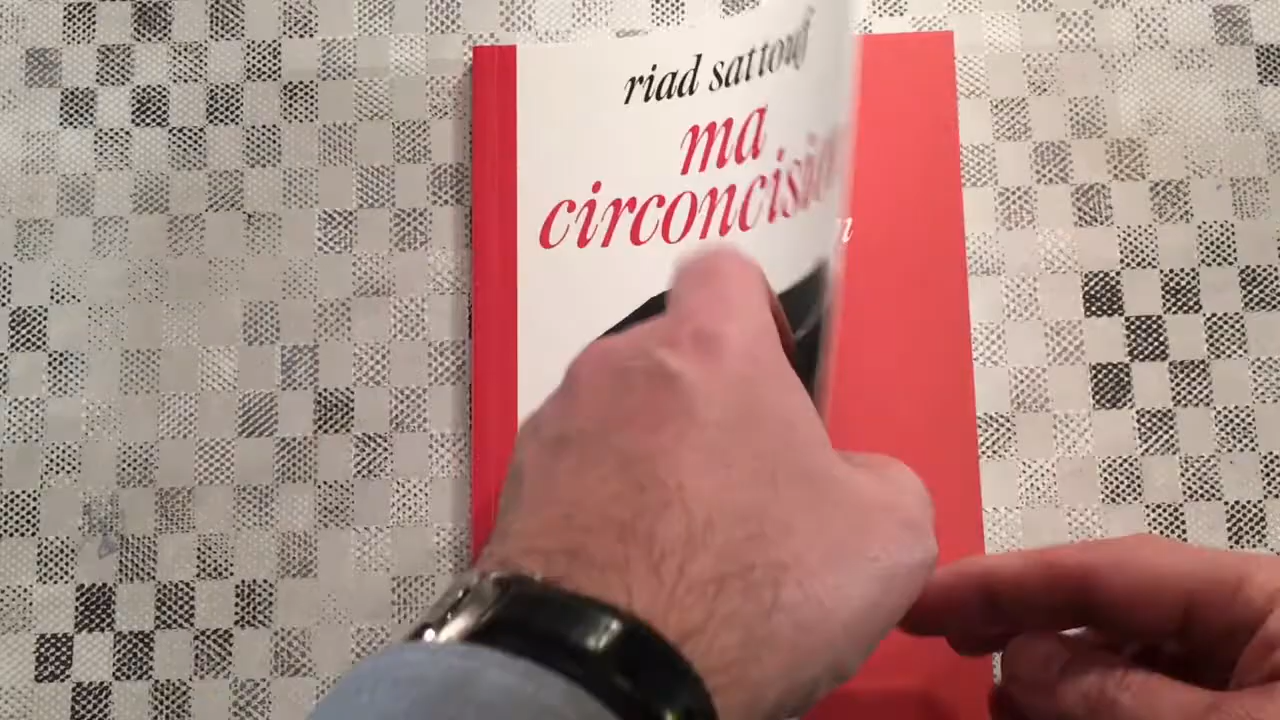 riad sattouf
ma
circoncision
n